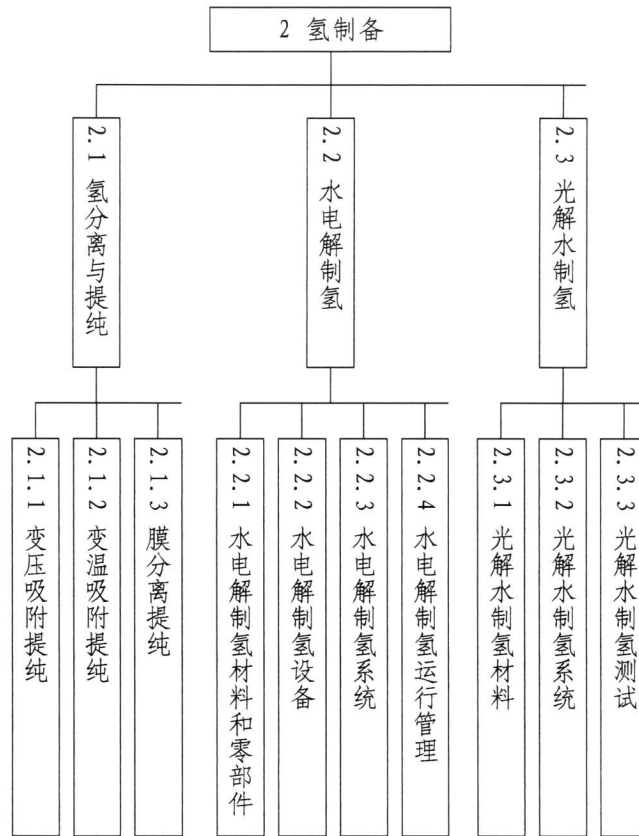 2 氢制备
2.1 氢分离与提纯
2.2 水电解制氢
2.3 光解水制氢
2.1.1 变压吸附提纯
2.1.2 变温吸附提纯
2.1.3 膜分离提纯
2.2.1 水电解制氢材料和零部件
2.2.2 水电解制氢设备
2.2.3 水电解制氢系统
2.2.4 水电解制氢运行管理
2.3.1 光解水制氢材料
2.3.2 光解水制氢系统
2.3.3 光解水制氢测试